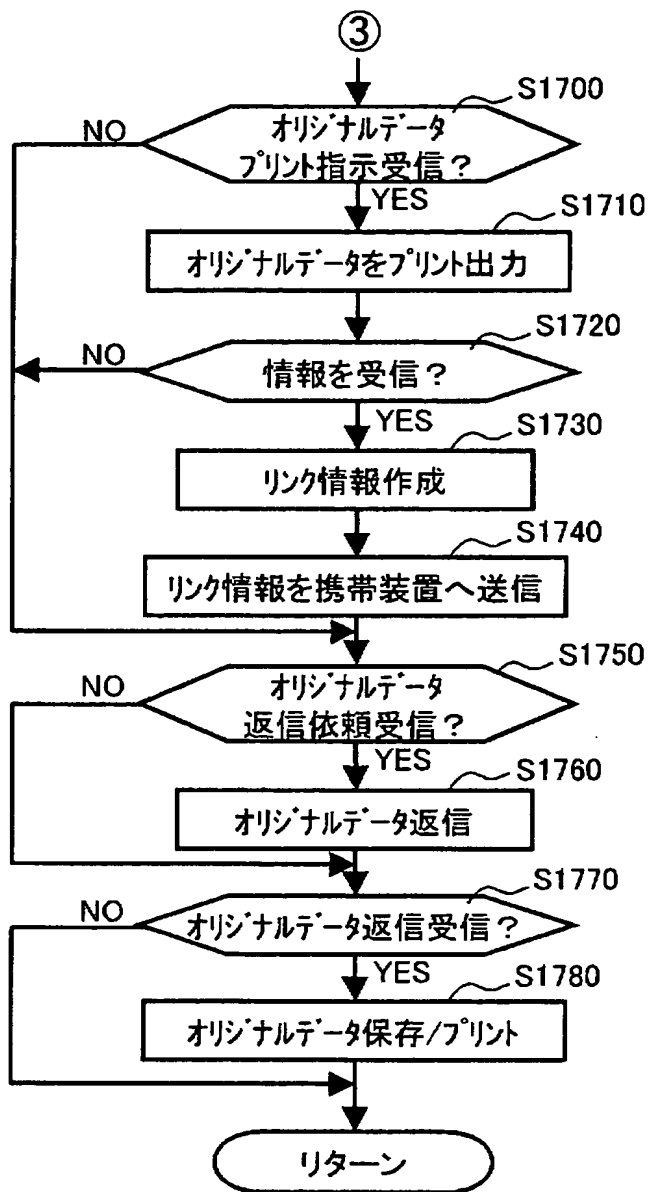 ③
S1700
NO
オリジナルデータ
プリント指示受信?
YES
S1710
オリジナルデータをプリント出力
S1720
NO
情報を受信?
YES
S1730
リンク情報作成
S1740
リンク情報を携帯装置へ送信
S1750
NO
オリジナルデータ
返信依頼受信?
YES
S1760
オリジナルデータ返信
S1770
NO
オリジナルデータ返信受信?
YES
S1780
オリジナルデータ保存/プリント
リターン